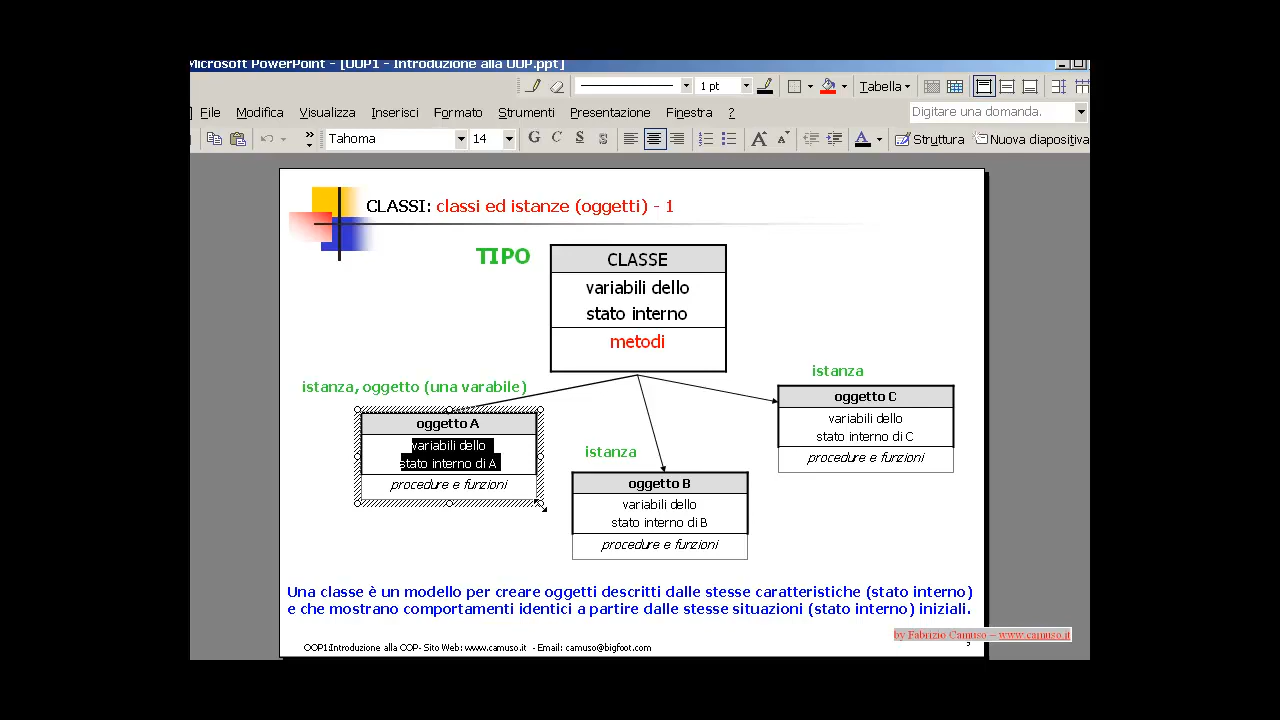 Microsoft PowerPoint - [OOP1 - Introduzione alla OOP.ppt]
1 pt
Tabella
File Modifica Visualizza Inserisci Formato Strumenti Presentazione Finestra ?
Digitare una domanda.
Tahoma 14 G C S S Struttura Nuova diapositiva
CLASSI: classi ed istanze (oggetti) - 1
TIPO
CLASSE
variabili dello
stato interno
metodi
istanza, oggetto (una varabile)
oggetto A
variabili dello
stato interno di A
procedure e funzioni
istanza
oggetto B
variabili dello
stato interno di B
procedure e funzioni
istanza
oggetto C
variabili dello
stato interno di C
procedure e funzioni
Una classe è un modello per creare oggetti descritti dalle stesse caratteristiche (stato interno)
e che mostrano comportamenti identici a partire dalle stesse situazioni (stato interno) iniziali.
by Fabrizio Camuso – www.camuso.it
OOP1:Introduzione alla OOP- Sito Web: www.camuso.it - Email: camuso@bigfoot.com